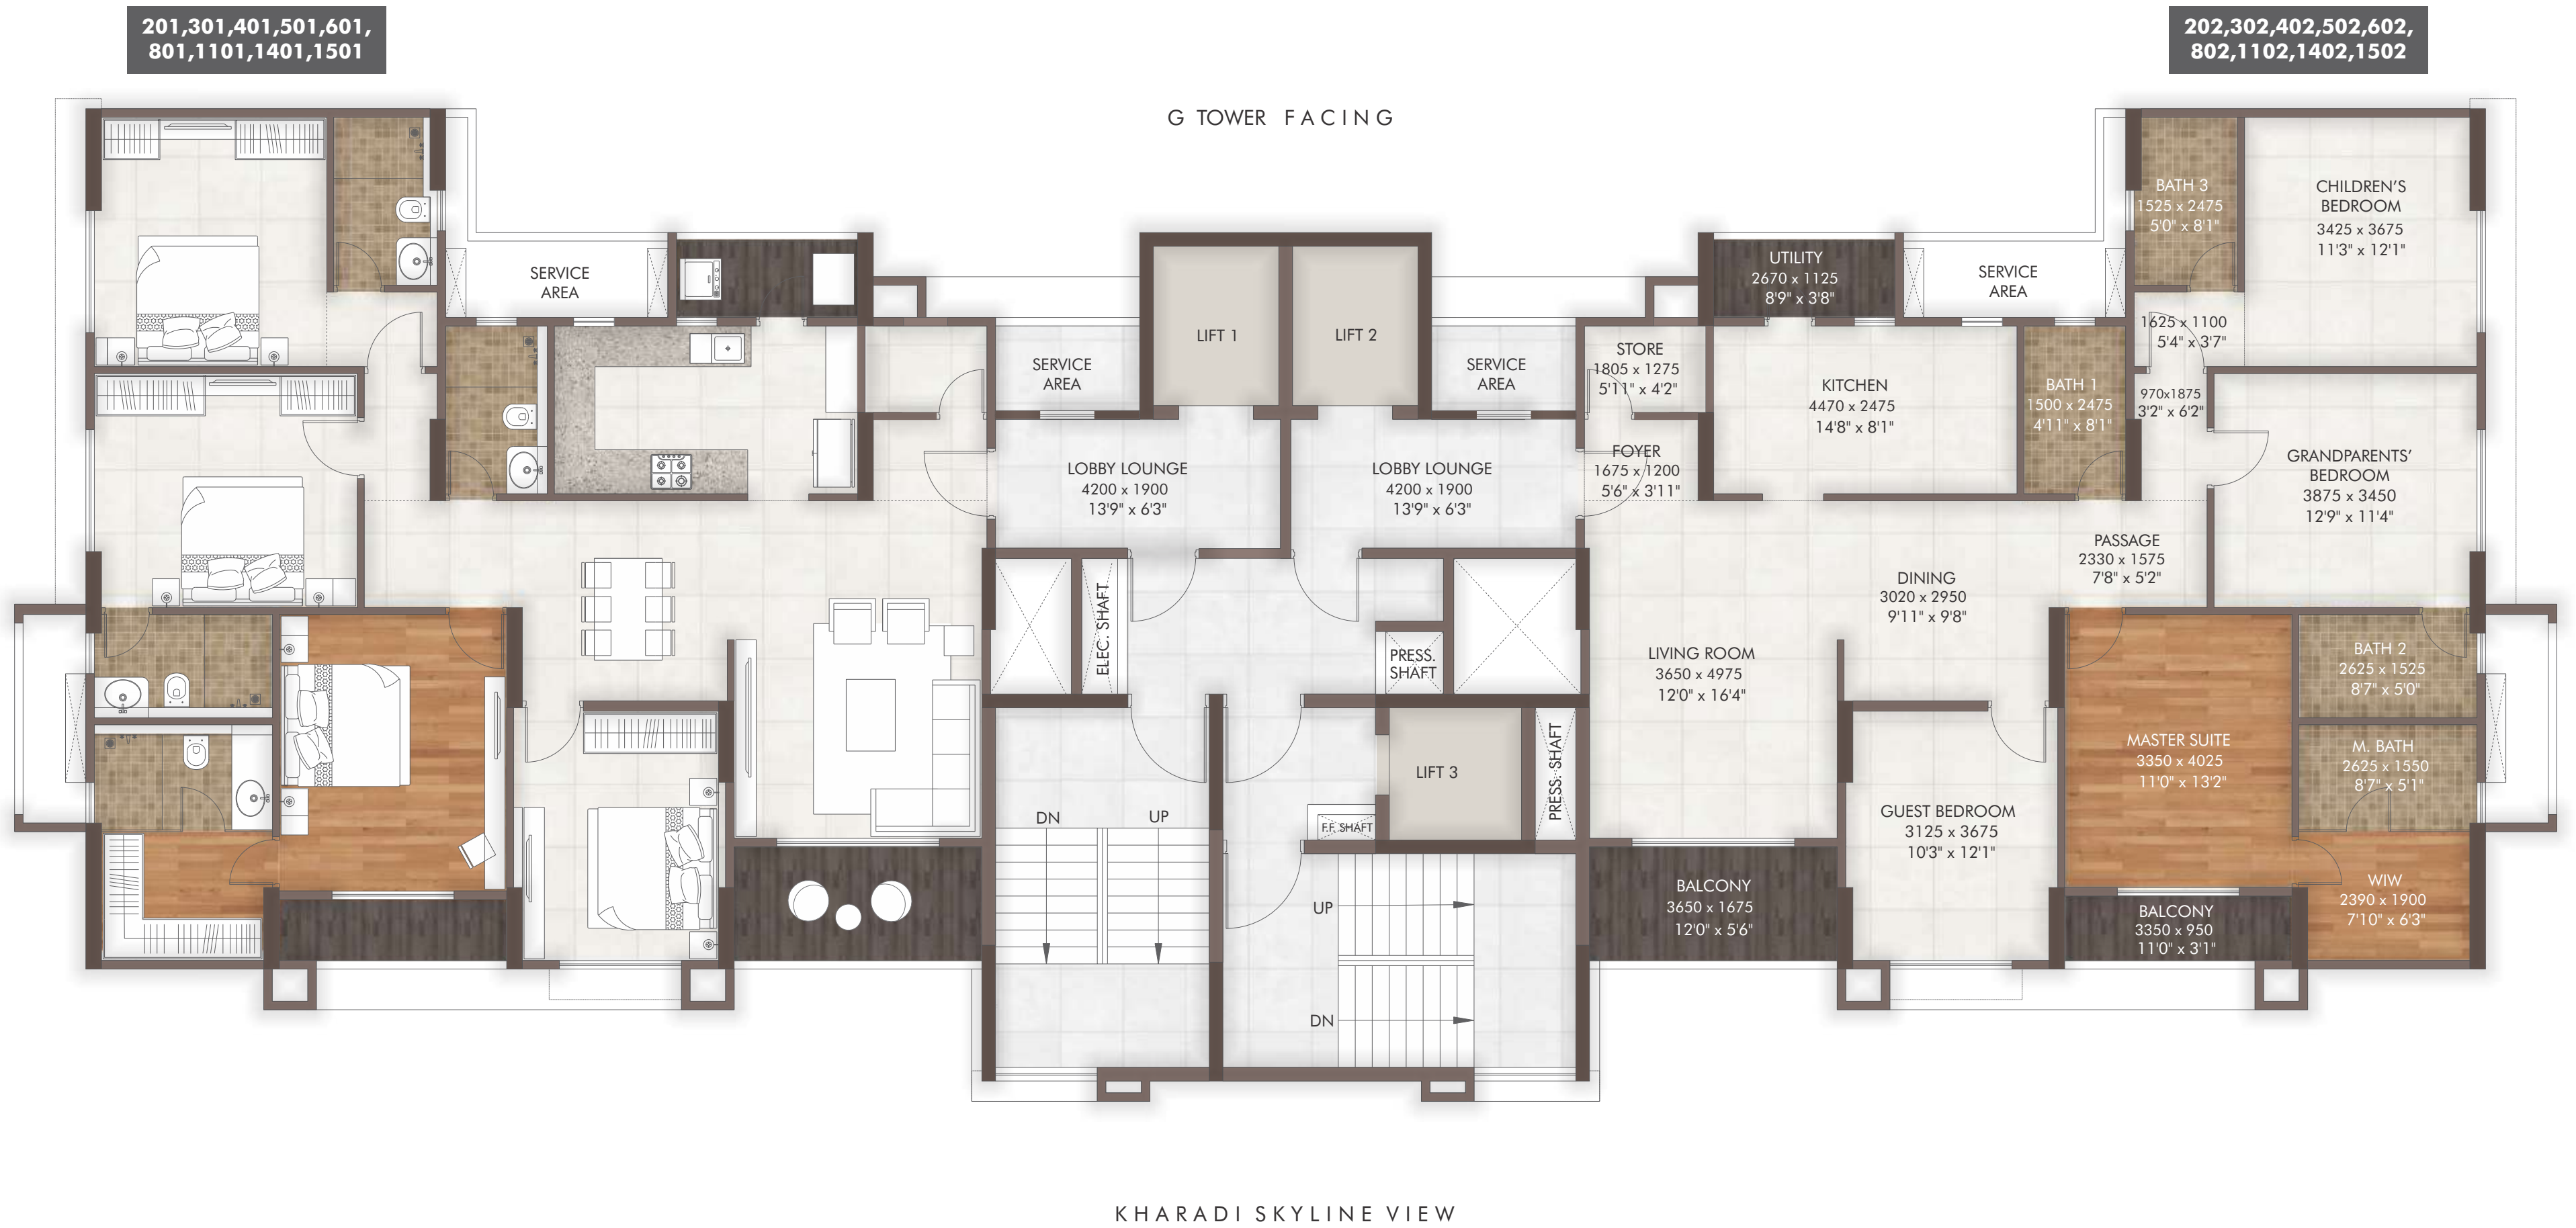 201,301,401,501,601,
801,1101,1401,1501
202,302,402,502,602,
802,1102,1402,1502
G TOWER FACING
SERVICE
AREA
SERVICE
AREA
LIFT 1
LIFT 2
SERVICE
AREA
LOBBY LOUNGE
4200 x 1900
13'9" x 6'3"
LOBBY LOUNGE
4200 x 1900
13'9" x 6'3"
ELEC. SHAFT
PRESS.
SHAFT
LIFT 3
PRESS. SHAFT
F.F. SHAFT
DN
UP
UP
DN
STORE
1805 x 1275
5'11" x 4'2"
FOYER
1675 x 1200
5'6" x 3'11"
UTILITY
2670 x 1125
8'9" x 3'8"
SERVICE
AREA
KITCHEN
4470 x 2475
14'8" x 8'1"
BATH 1
1500 x 2475
4'11" x 8'1"
BATH 3
1525 x 2475
5'0" x 8'1"
CHILDREN'S
BEDROOM
3425 x 3675
11'3" x 12'1"
1625 x 1100
5'4" x 3'7"
970x1875
3'2" x 6'2"
GRANDPARENTS'
BEDROOM
3875 x 3450
12'9" x 11'4"
PASSAGE
2330 x 1575
7'8" x 5'2"
DINING
3020 x 2950
9'11" x 9'8"
LIVING ROOM
3650 x 4975
12'0" x 16'4"
BATH 2
2625 x 1525
8'7" x 5'0"
MASTER SUITE
3350 x 4025
11'0" x 13'2"
M. BATH
2625 x 1550
8'7" x 5'1"
GUEST BEDROOM
3125 x 3675
10'3" x 12'1"
BALCONY
3650 x 1675
12'0" x 5'6"
WIW
2390 x 1900
7'10" x 6'3"
BALCONY
3350 x 950
11'0" x 3'1"
KHARADI SKYLINE VIEW